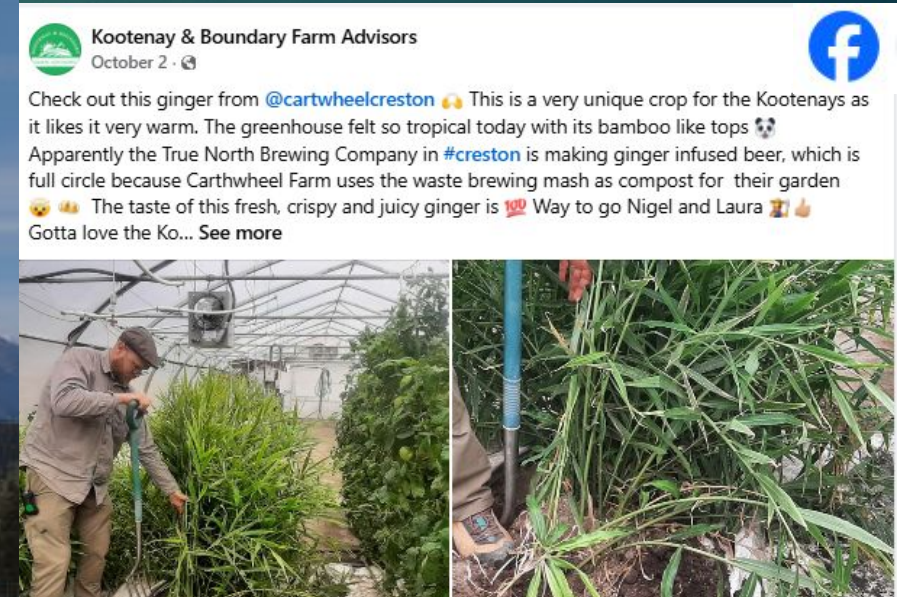 Kootenay & Boundary Farm Advisors
October 2 ·
Check out this ginger from @cartwheelcreston 🙌 This is a very unique crop for the Kootenays as
it likes it very warm. The greenhouse felt so tropical today with its bamboo like tops 🐼
Apparently the True North Brewing Company in #creston is making ginger infused beer, which is
full circle because Carthwheel Farm uses the waste brewing mash as compost for their garden
🤯 🍻 The taste of this fresh, crispy and juicy ginger is 💯 Way to go Nigel and Laura 👩‍🌾👍🏼
Gotta love the Ko... See more